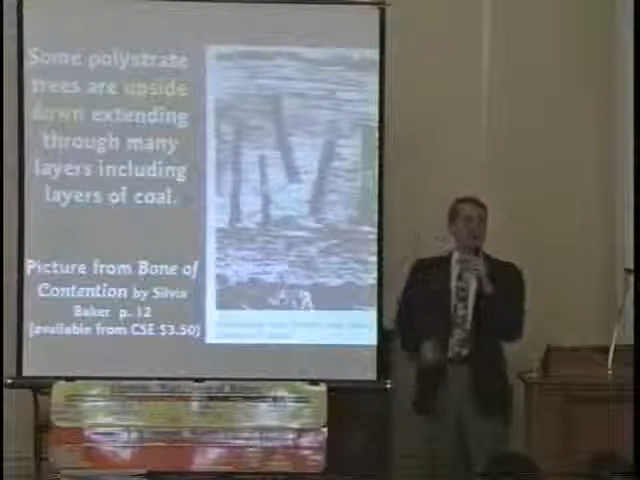 Some polystrate
trees are upside
down extending
through many
layers including
layers of coal.
Picture from Bone of
Contention by Silvia
Baker p. 12
(available from CSE $3.50)